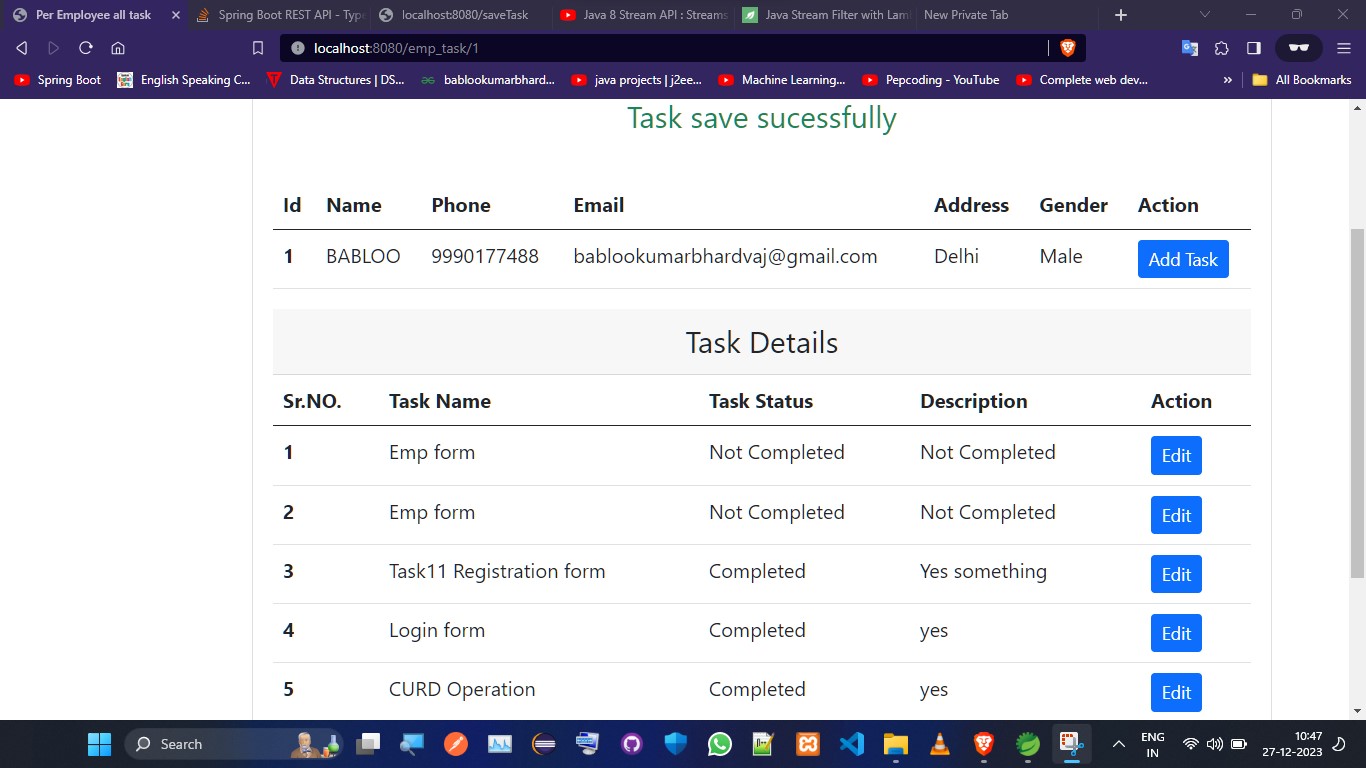 Per Employee all task
Spring Boot REST API - Type
localhost:8080/saveTask
Java 8 Stream API : Streams
Java Stream Filter with Lam
New Private Tab
localhost:8080/emp_task/1
Spring Boot
English Speaking C...
Data Structures | DS...
bablookumarbhard...
java projects | j2ee...
Machine Learning...
Pepcoding - YouTube
Complete web dev...
»
All Bookmarks
Task save sucessfully
Id Name Phone Email Address Gender Action
1 BABLOO 9990177488 bablookumarbhardvaj@gmail.com Delhi Male Add Task
Task Details
Sr.NO. Task Name Task Status Description Action
1 Emp form Not Completed Not Completed Edit
2 Emp form Not Completed Not Completed Edit
3 Task11 Registration form Completed Yes something Edit
4 Login form Completed yes Edit
5 CURD Operation Completed yes Edit
Search
ENG
IN
10:47
27-12-2023